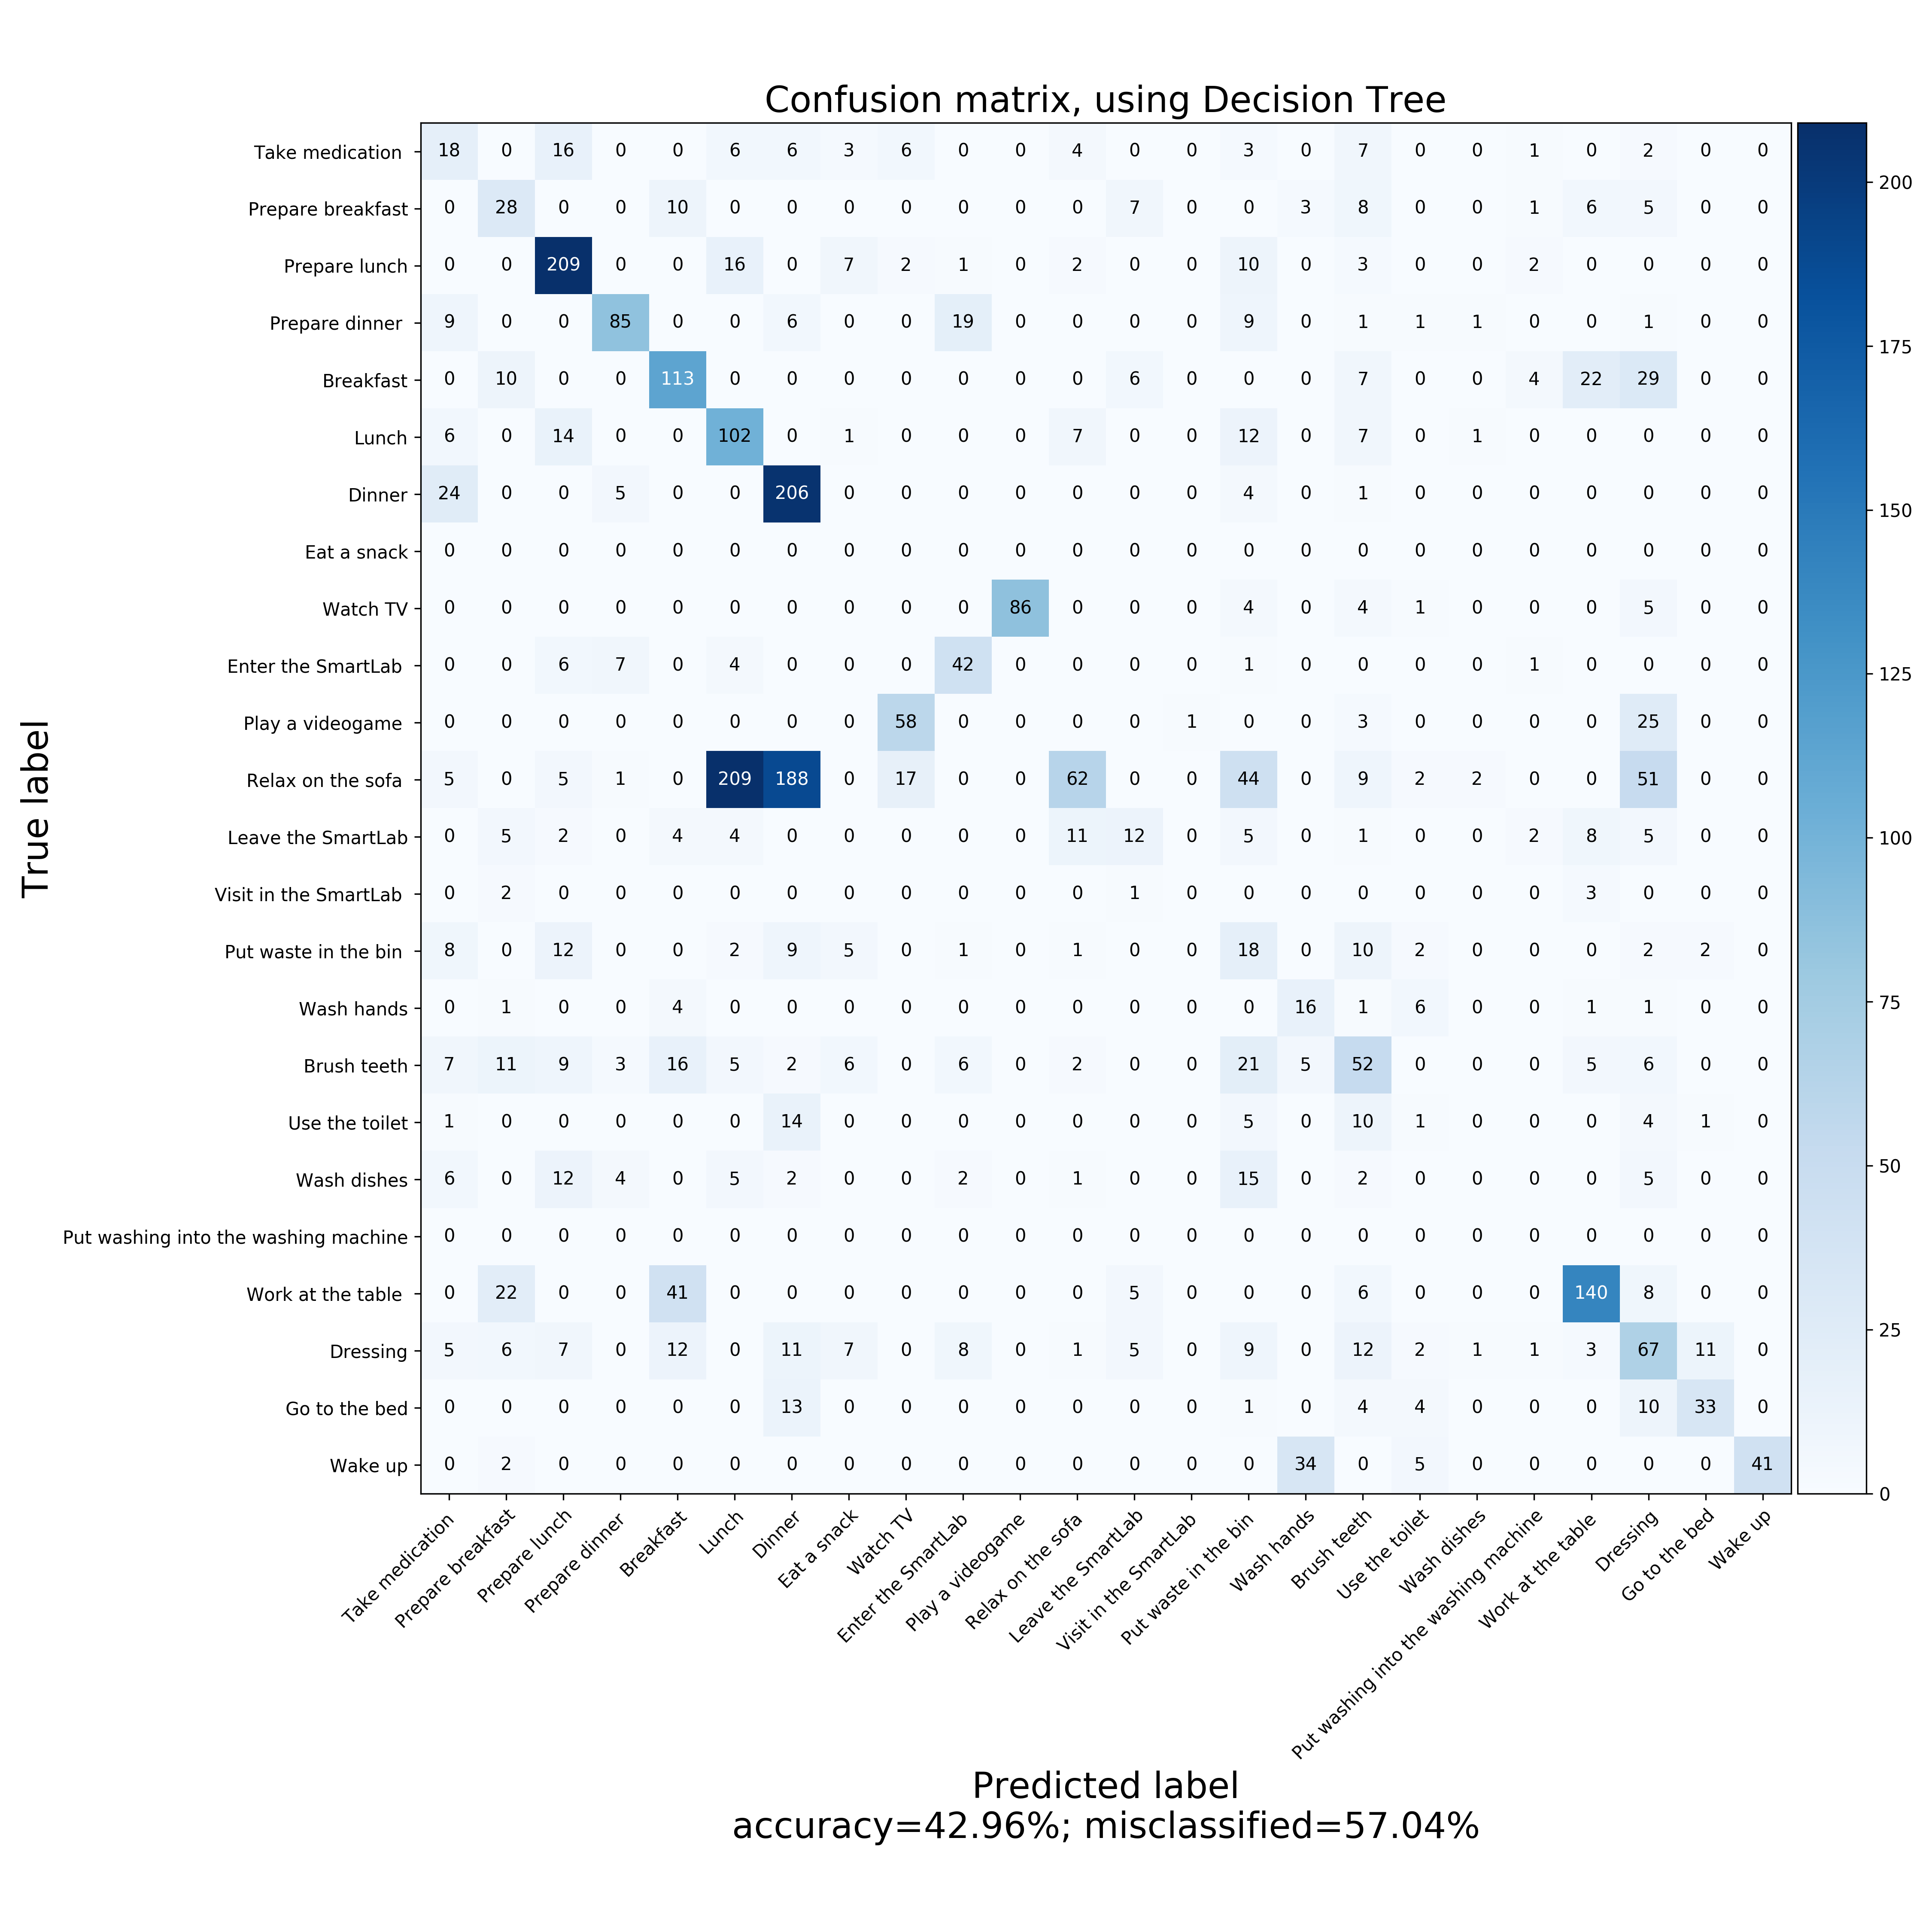 Confusion matrix, using Decision Tree
Take medication 18 0 16 0 0 6 6 3 6 0 0 4 0 0 3 0 7 0 0 1 0 2 0 0
Prepare breakfast 0 28 0 0 10 0 0 0 0 0 0 0 7 0 0 3 8 0 0 1 6 5 0 0
200
Prepare lunch 0 0 209 0 0 16 0 7 2 1 0 2 0 0 10 0 3 0 0 2 0 0 0 0
Prepare dinner 9 0 0 85 0 0 6 0 0 19 0 0 0 0 9 0 1 1 1 0 0 1 0 0
175
Breakfast 0 10 0 0 113 0 0 0 0 0 0 0 6 0 0 0 7 0 0 4 22 29 0 0
Lunch 6 0 14 0 0 102 0 1 0 0 0 7 0 0 12 0 7 0 1 0 0 0 0 0
Dinner 24 0 0 5 0 0 206 0 0 0 0 0 0 0 4 0 1 0 0 0 0 0 0 0
150
Eat a snack 0 0 0 0 0 0 0 0 0 0 0 0 0 0 0 0 0 0 0 0 0 0 0 0
Watch TV 0 0 0 0 0 0 0 0 0 0 86 0 0 0 4 0 4 1 0 0 0 5 0 0
Enter the SmartLab 0 0 6 7 0 4 0 0 0 42 0 0 0 0 1 0 0 0 0 1 0 0 0 0
125
Play a videogame 0 0 0 0 0 0 0 0 58 0 0 0 0 1 0 0 3 0 0 0 0 25 0 0
Relax on the sofa 5 0 5 1 0 209 188 0 17 0 0 62 0 0 44 0 9 2 2 0 0 51 0 0
True label
Leave the SmartLab 0 5 2 0 4 4 0 0 0 0 0 11 12 0 5 0 1 0 0 2 8 5 0 0
100
Visit in the SmartLab 0 2 0 0 0 0 0 0 0 0 0 0 1 0 0 0 0 0 0 0 3 0 0 0
Put waste in the bin 8 0 12 0 0 2 9 5 0 1 0 1 0 0 18 0 10 2 0 0 0 2 2 0
75
Wash hands 0 1 0 0 4 0 0 0 0 0 0 0 0 0 0 16 1 6 0 0 1 1 0 0
Brush teeth 7 11 9 3 16 5 2 6 0 6 0 2 0 0 21 5 52 0 0 0 5 6 0 0
Use the toilet 1 0 0 0 0 0 14 0 0 0 0 0 0 0 5 0 10 1 0 0 0 4 1 0
50
Wash dishes 6 0 12 4 0 5 2 0 0 2 0 1 0 0 15 0 2 0 0 0 0 5 0 0
Put washing into the washing machine 0 0 0 0 0 0 0 0 0 0 0 0 0 0 0 0 0 0 0 0 0 0 0 0
Work at the table 0 22 0 0 41 0 0 0 0 0 0 0 5 0 0 0 6 0 0 0 140 8 0 0
25
Dressing 5 6 7 0 12 0 11 7 0 8 0 1 5 0 9 0 12 2 1 1 3 67 11 0
Go to the bed 0 0 0 0 0 0 13 0 0 0 0 0 0 0 1 0 4 4 0 0 0 10 33 0
Wake up 0 2 0 0 0 0 0 0 0 0 0 0 0 0 0 34 0 5 0 0 0 0 0 41
0
Take medication
Prepare breakfast
Prepare lunch
Prepare dinner
Breakfast
Lunch
Dinner
Eat a snack
Watch TV
Enter the SmartLab
Play a videogame
Relax on the sofa
Leave the SmartLab
Visit in the SmartLab
Put waste in the bin
Wash hands
Brush teeth
Use the toilet
Wash dishes
Put washing into the washing machine
Work at the table
Dressing
Go to the bed
Wake up
Predicted label
accuracy=42.96%; misclassified=57.04%